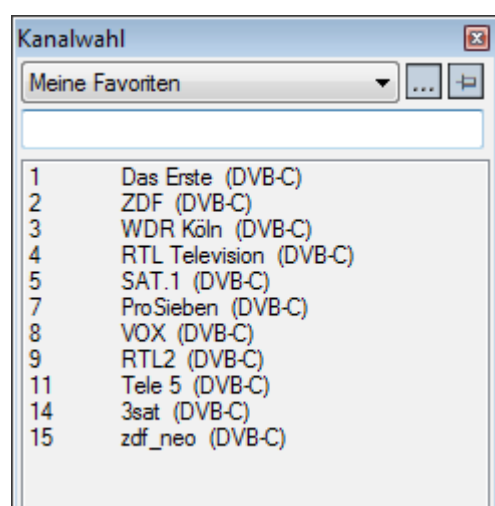 Kanalwahl
Meine Favoriten
...
1 Das Erste (DVB-C)
2 ZDF (DVB-C)
3 WDR Köln (DVB-C)
4 RTL Television (DVB-C)
5 SAT.1 (DVB-C)
7 ProSieben (DVB-C)
8 VOX (DVB-C)
9 RTL2 (DVB-C)
11 Tele 5 (DVB-C)
14 3sat (DVB-C)
15 zdf_neo (DVB-C)